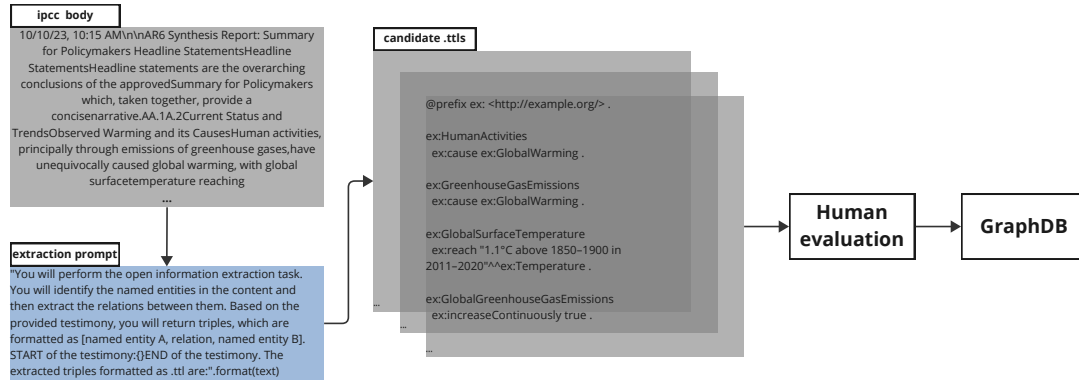 ipcc body
10/10/23, 10:15 AM\n\nAR6 Synthesis Report: Summary
for Policymakers Headline StatementsHeadline
StatementsHeadline statements are the overarching
conclusions of the approvedSummary for Policymakers
which, taken together, provide a
concisenarrative.AA.1A.2Current Status and
TrendsObserved Warming and its CausesHuman activities,
principally through emissions of greenhouse gases,have
unequivocally caused global warming, with global
surfacetemperature reaching
...
extraction prompt
"You will perform the open information extraction task.
You will identify the named entities in the content and
then extract the relations between them. Based on the
provided testimony, you will return triples, which are
formatted as [named entity A, relation, named entity B].
START of the testimony:{}END of the testimony. The
extracted triples formatted as .ttl are:".format(text)
candidate .ttls
@prefix ex: <http://example.org/> .
ex:HumanActivities
ex:cause ex:GlobalWarming .
ex:GreenhouseGasEmissions
ex:cause ex:GlobalWarming .
ex:GlobalSurfaceTemperature
ex:reach "1.1°C above 1850–1900 in
2011–2020"^^ex:Temperature .
ex:GlobalGreenhouseGasEmissions
ex:increaseContinuously true .
...
...
...
Human
evaluation
GraphDB